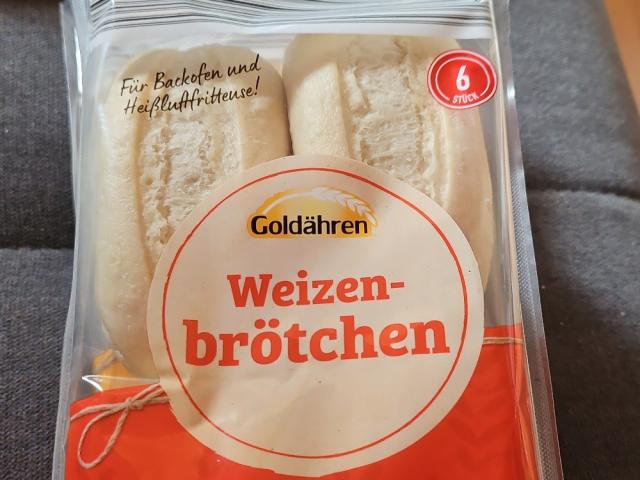 Für Backofen und
Heißluftfritteuse!
6
STÜCK
Goldähren
Weizen-
brötchen